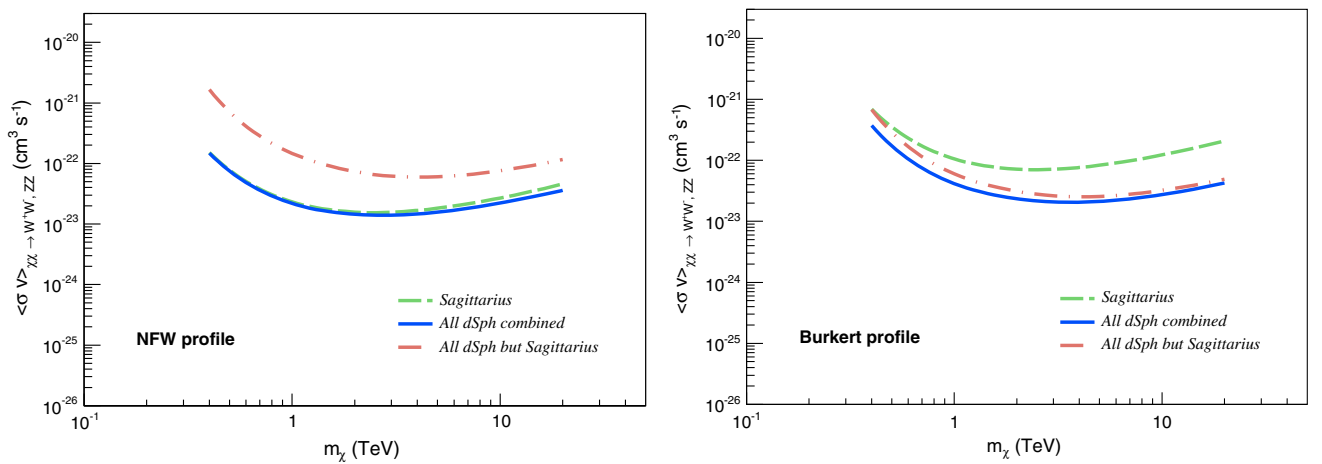 <σ v>χχ → W⁺W⁻, ZZ (cm³ s⁻¹)
10⁻²⁰
10⁻²¹
10⁻²²
10⁻²³
10⁻²⁴
10⁻²⁵
10⁻²⁶
Sagittarius
All dSph combined
All dSph but Sagittarius
NFW profile
10⁻¹ 1 10
mχ (TeV)
<σ v>χχ → W⁺W⁻, ZZ (cm³ s⁻¹)
10⁻²⁰
10⁻²¹
10⁻²²
10⁻²³
10⁻²⁴
10⁻²⁵
10⁻²⁶
Sagittarius
All dSph combined
All dSph but Sagittarius
Burkert profile
10⁻¹ 1 10
mχ (TeV)